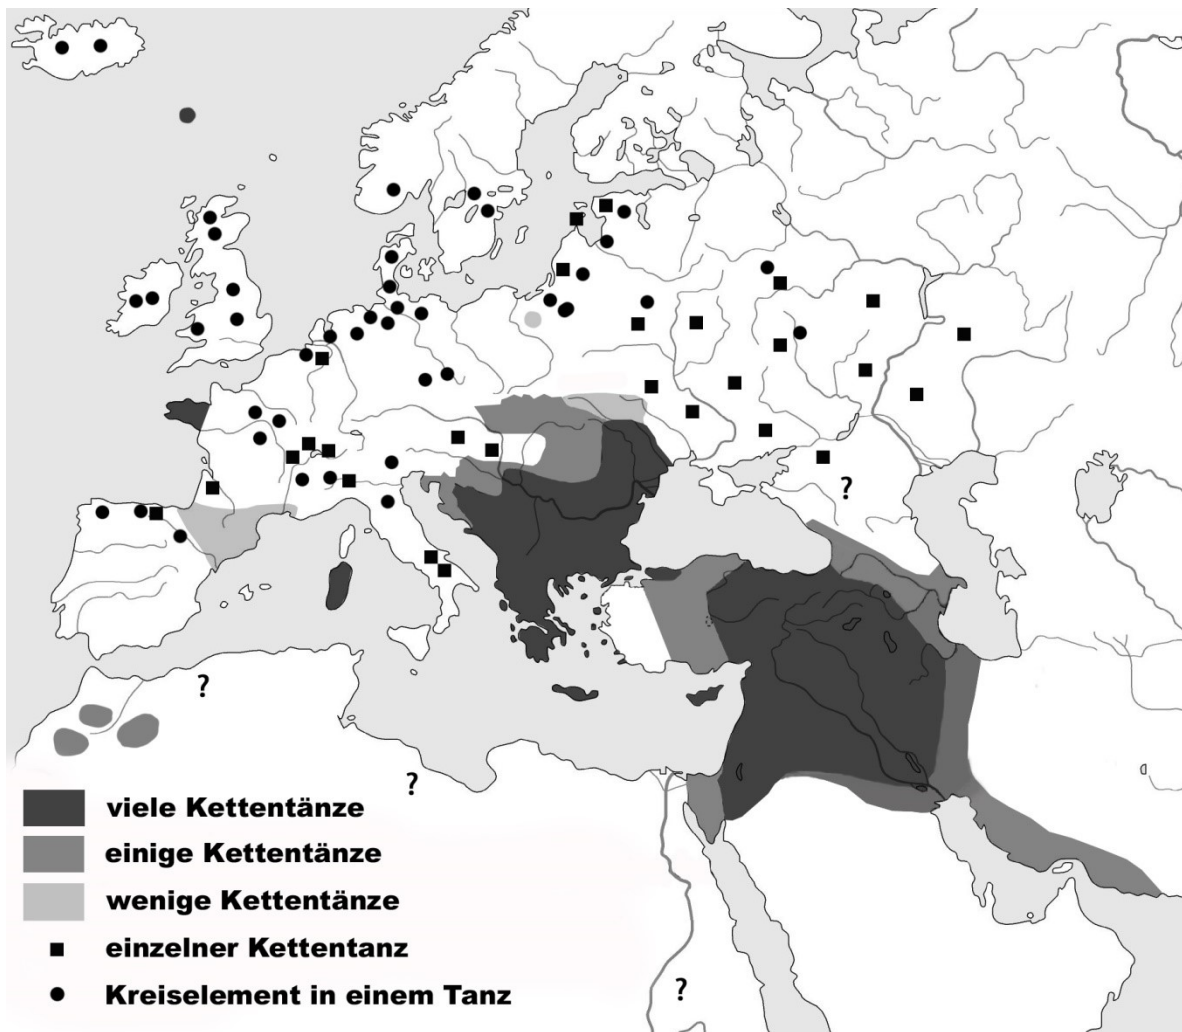 ?
?
?
?
viele Kettentänze
einige Kettentänze
wenige Kettentänze
einzelner Kettentanz
Kreiselement in einem Tanz